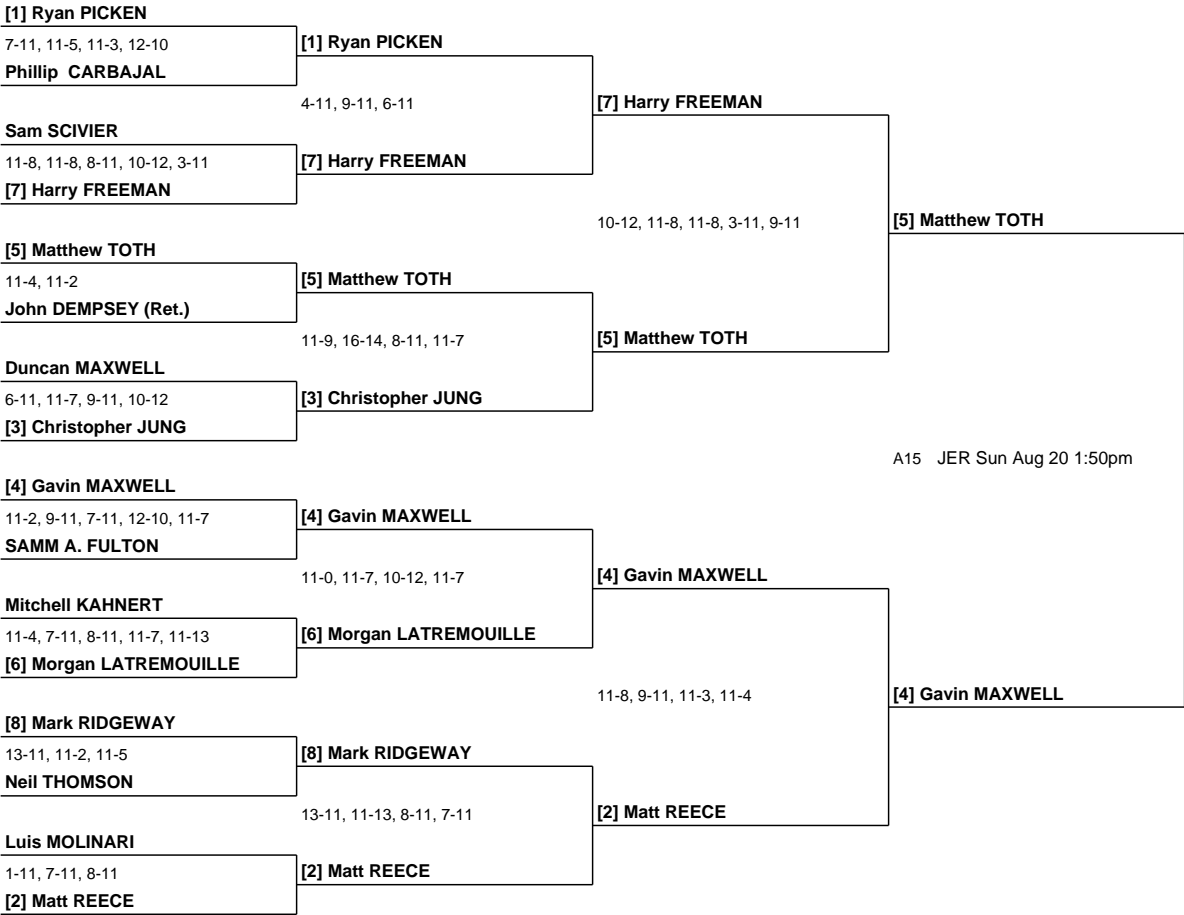 [1] Ryan PICKEN
7-11, 11-5, 11-3, 12-10
Phillip CARBAJAL
[1] Ryan PICKEN
4-11, 9-11, 6-11
[7] Harry FREEMAN
Sam SCIVIER
11-8, 11-8, 8-11, 10-12, 3-11
[7] Harry FREEMAN
[7] Harry FREEMAN
10-12, 11-8, 11-8, 3-11, 9-11
[5] Matthew TOTH
[5] Matthew TOTH
11-4, 11-2
John DEMPSEY (Ret.)
[5] Matthew TOTH
11-9, 16-14, 8-11, 11-7
[5] Matthew TOTH
Duncan MAXWELL
6-11, 11-7, 9-11, 10-12
[3] Christopher JUNG
[3] Christopher JUNG
A15 JER Sun Aug 20 1:50pm
[4] Gavin MAXWELL
11-2, 9-11, 7-11, 12-10, 11-7
SAMM A. FULTON
[4] Gavin MAXWELL
11-0, 11-7, 10-12, 11-7
[4] Gavin MAXWELL
Mitchell KAHNERT
11-4, 7-11, 8-11, 11-7, 11-13
[6] Morgan LATREMOUILLE
[6] Morgan LATREMOUILLE
11-8, 9-11, 11-3, 11-4
[4] Gavin MAXWELL
[8] Mark RIDGEWAY
13-11, 11-2, 11-5
Neil THOMSON
[8] Mark RIDGEWAY
13-11, 11-13, 8-11, 7-11
[2] Matt REECE
Luis MOLINARI
1-11, 7-11, 8-11
[2] Matt REECE
[2] Matt REECE